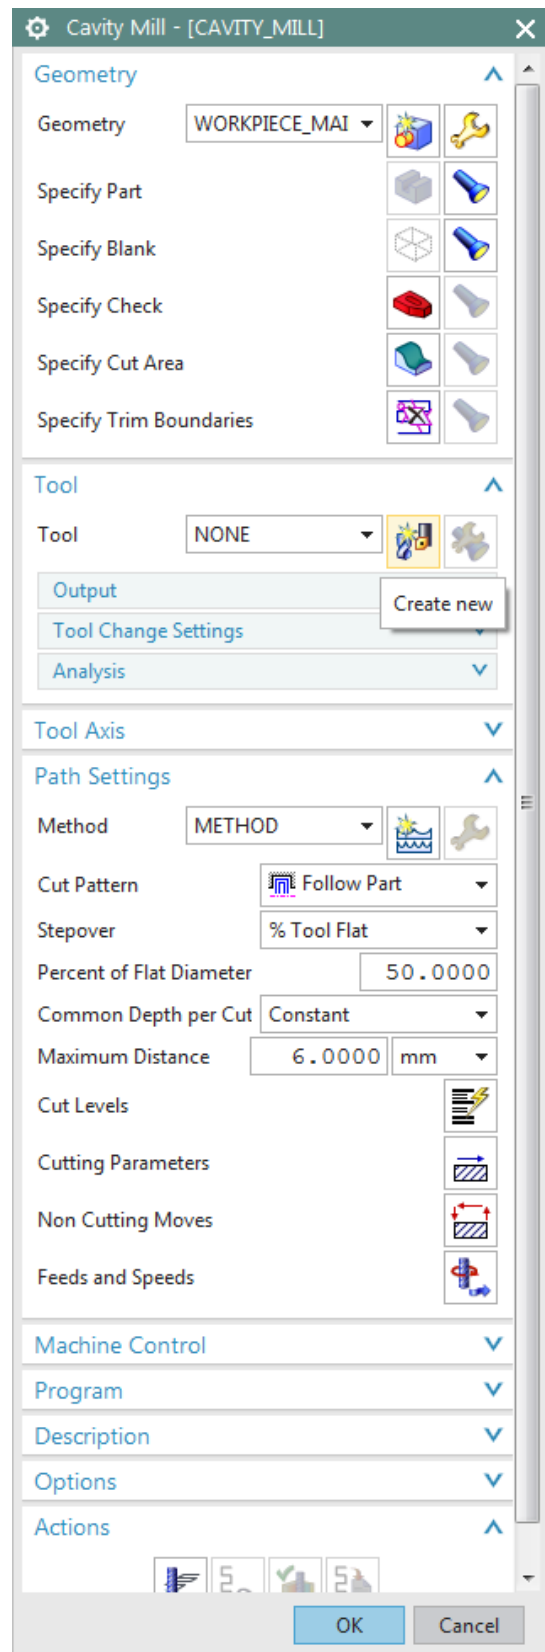 Cavity Mill - [CAVITY_MILL]
Geometry
Geometry WORKPIECE_MAI
Specify Part
Specify Blank
Specify Check
Specify Cut Area
Specify Trim Boundaries
Tool
Tool NONE
Output
Create new
Tool Change Settings
Analysis
Tool Axis
Path Settings
Method METHOD
Cut Pattern Follow Part
Stepover % Tool Flat
Percent of Flat Diameter 50.0000
Common Depth per Cut Constant
Maximum Distance 6.0000 mm
Cut Levels
Cutting Parameters
Non Cutting Moves
Feeds and Speeds
Machine Control
Program
Description
Options
Actions
OK Cancel